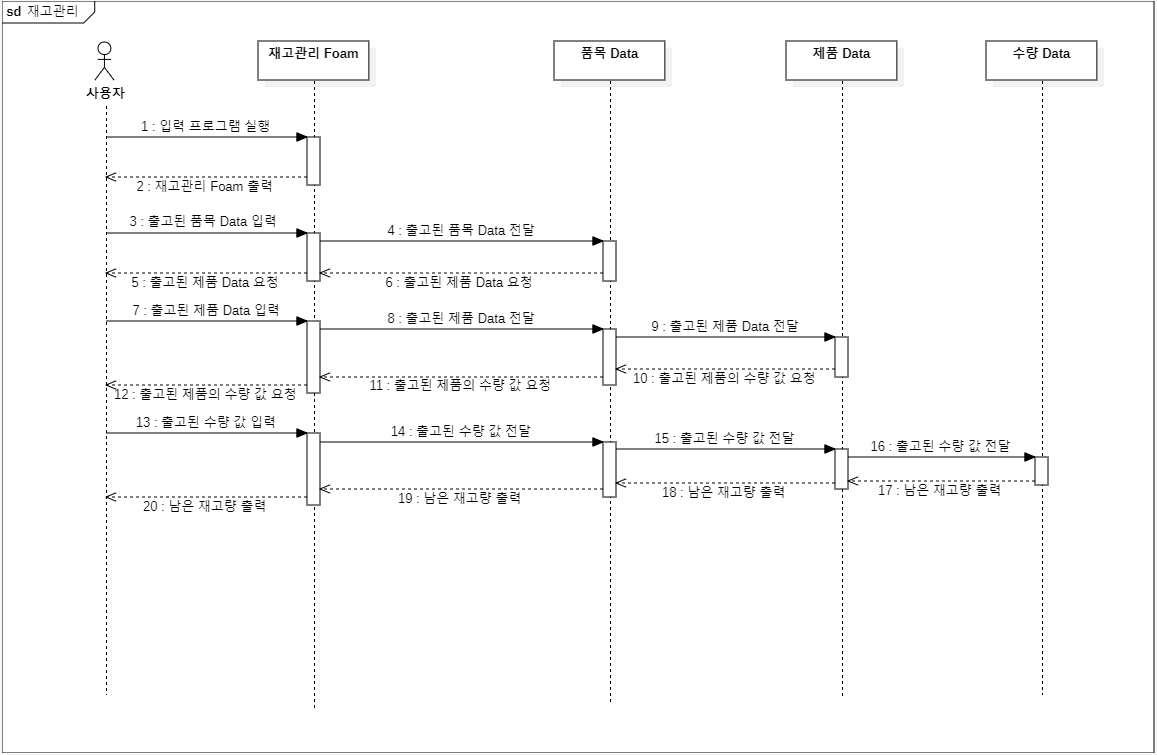 sd 재고관리
재고관리 Foam
품목 Data
제품 Data
수량 Data
사용자
1 : 입력 프로그램 실행
2 : 재고관리 Foam 출력
3 : 출고된 품목 Data 입력
4 : 출고된 품목 Data 전달
5 : 출고된 제품 Data 요청
6 : 출고된 제품 Data 요청
7 : 출고된 제품 Data 입력
8 : 출고된 제품 Data 전달
9 : 출고된 제품 Data 전달
10 : 출고된 제품의 수량 값 요청
11 : 출고된 제품의 수량 값 요청
12 : 출고된 제품의 수량 값 요청
13 : 출고된 수량 값 입력
14 : 출고된 수량 값 전달
15 : 출고된 수량 값 전달
16 : 출고된 수량 값 전달
17 : 남은 재고량 출력
18 : 남은 재고량 출력
19 : 남은 재고량 출력
20 : 남은 재고량 출력